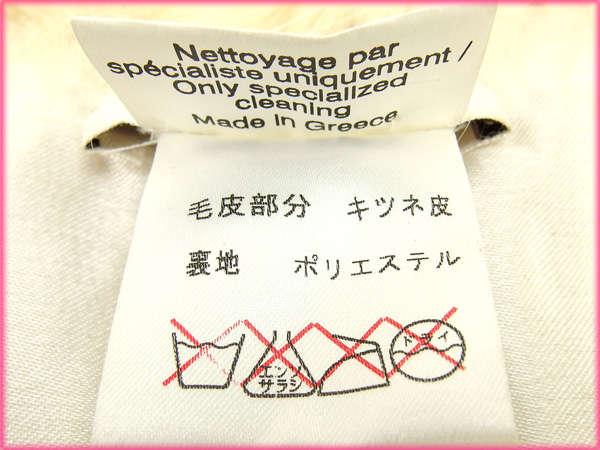 Nettoyage par
spécialiste uniquement /
Only specialized
cleaning
Made In Greece
毛皮部分 キツネ皮
裏地 ポリエステル
エンソ
サラシ
ドライ